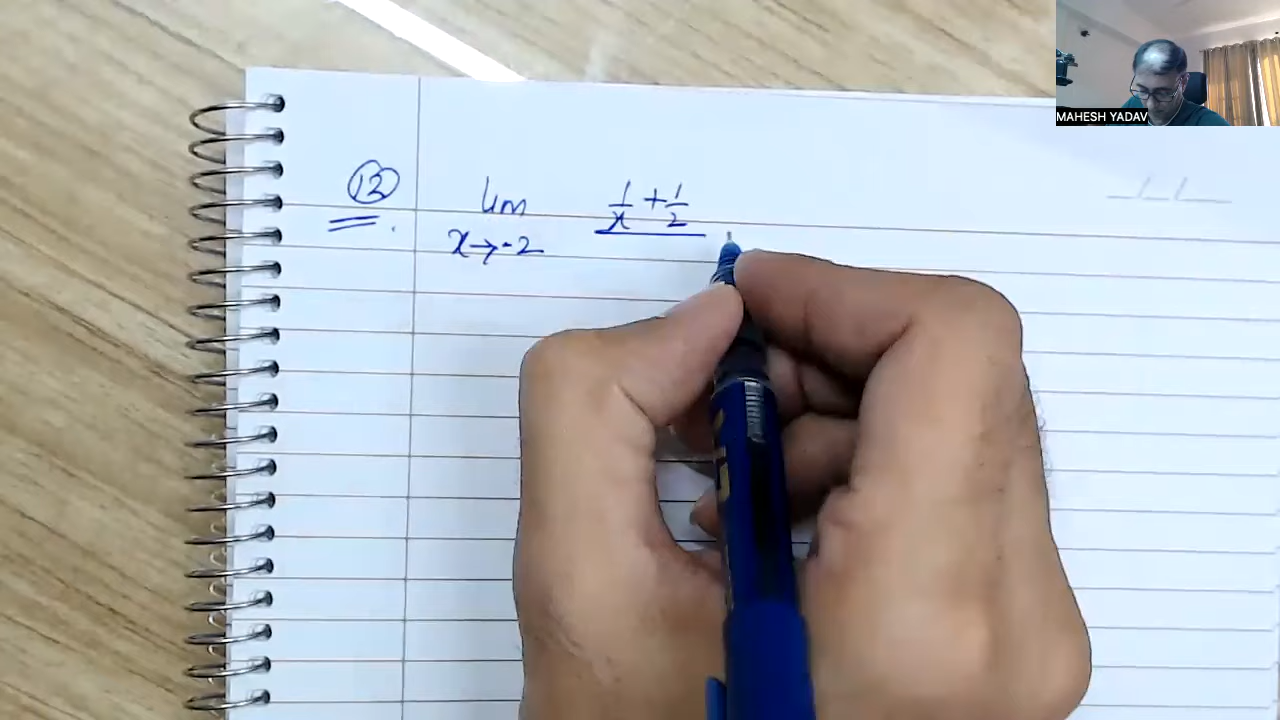 MAHESH YADAV
12 lim 1/x + 1/2
x→-2